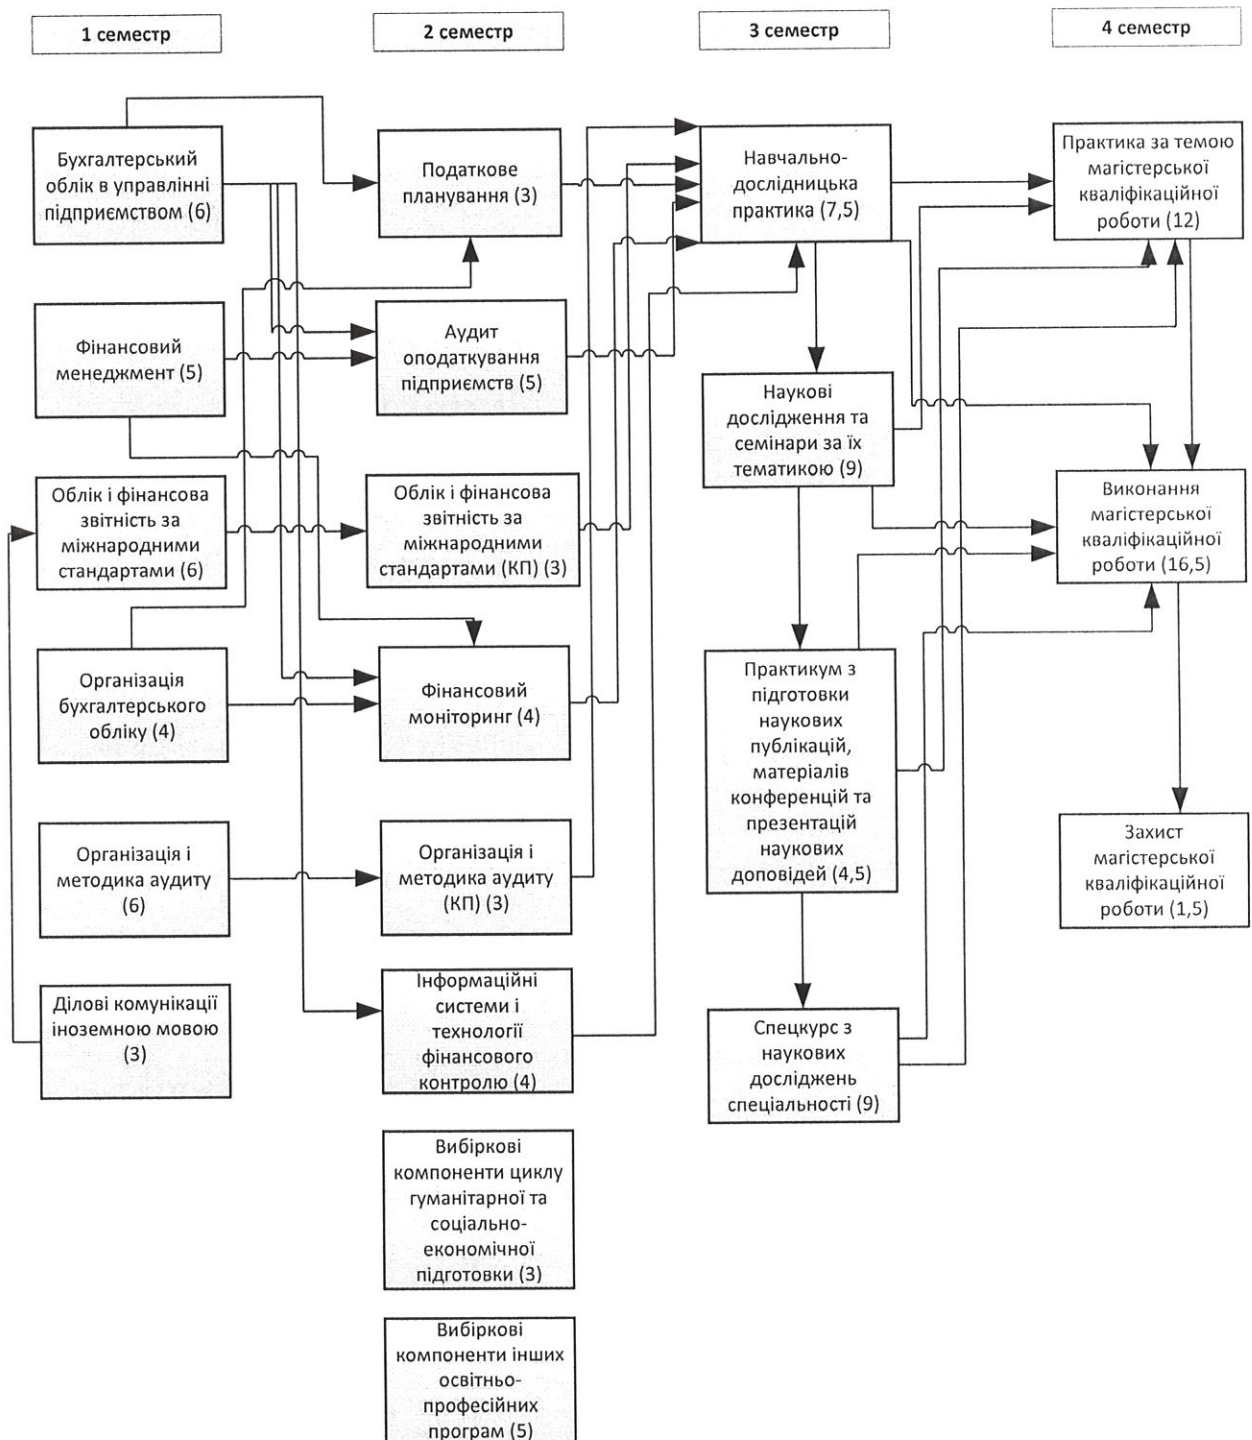 1 семестр
2 семестр
3 семестр
4 семестр
Бухгалтерський
облік в управлінні
підприємством (6)
Фінансовий
менеджмент (5)
Облік і фінансова
звітність за
міжнародними
стандартами (6)
Організація
бухгалтерського
обліку (4)
Організація і
методика аудиту
(6)
Ділові комунікації
іноземною мовою
(3)
Податкове
планування (3)
Аудит
оподаткування
підприємств (5)
Облік і фінансова
звітність за
міжнародними
стандартами (КП) (3)
Фінансовий
моніторинг (4)
Організація і
методика аудиту
(КП) (3)
Інформаційні
системи і
технології
фінансового
контролю (4)
Вибіркові
компоненти циклу
гуманітарної та
соціально-
економічної
підготовки (3)
Вибіркові
компоненти інших
освітньо-
професійних
програм (5)
Навчально-
дослідницька
практика (7,5)
Наукові
дослідження та
семінари за їх
тематикою (9)
Практикум з
підготовки
наукових
публікацій,
матеріалів
конференцій та
презентацій
наукових
доповідей (4,5)
Спецкурс з
наукових
досліджень
спеціальності (9)
Практика за темою
магістерської
кваліфікаційної
роботи (12)
Виконання
магістерської
кваліфікаційної
роботи (16,5)
Захист
магістерської
кваліфікаційної
роботи (1,5)